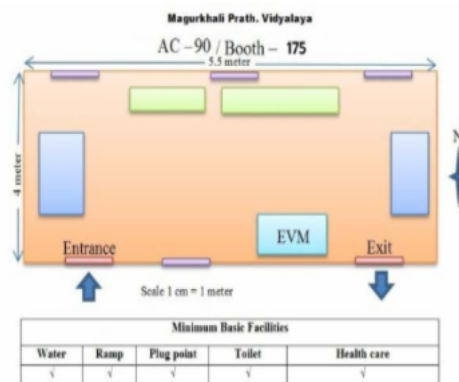 Magurkhali Prath. Vidyalaya
AC – 90 / Booth – 175
5.5 meter
4 meter
N
EVM
Entrance
Exit
Scale 1 cm = 1 meter
Minimum Basic Facilities
Water Ramp Plug point Toilet Health care
√ √ √ √ √